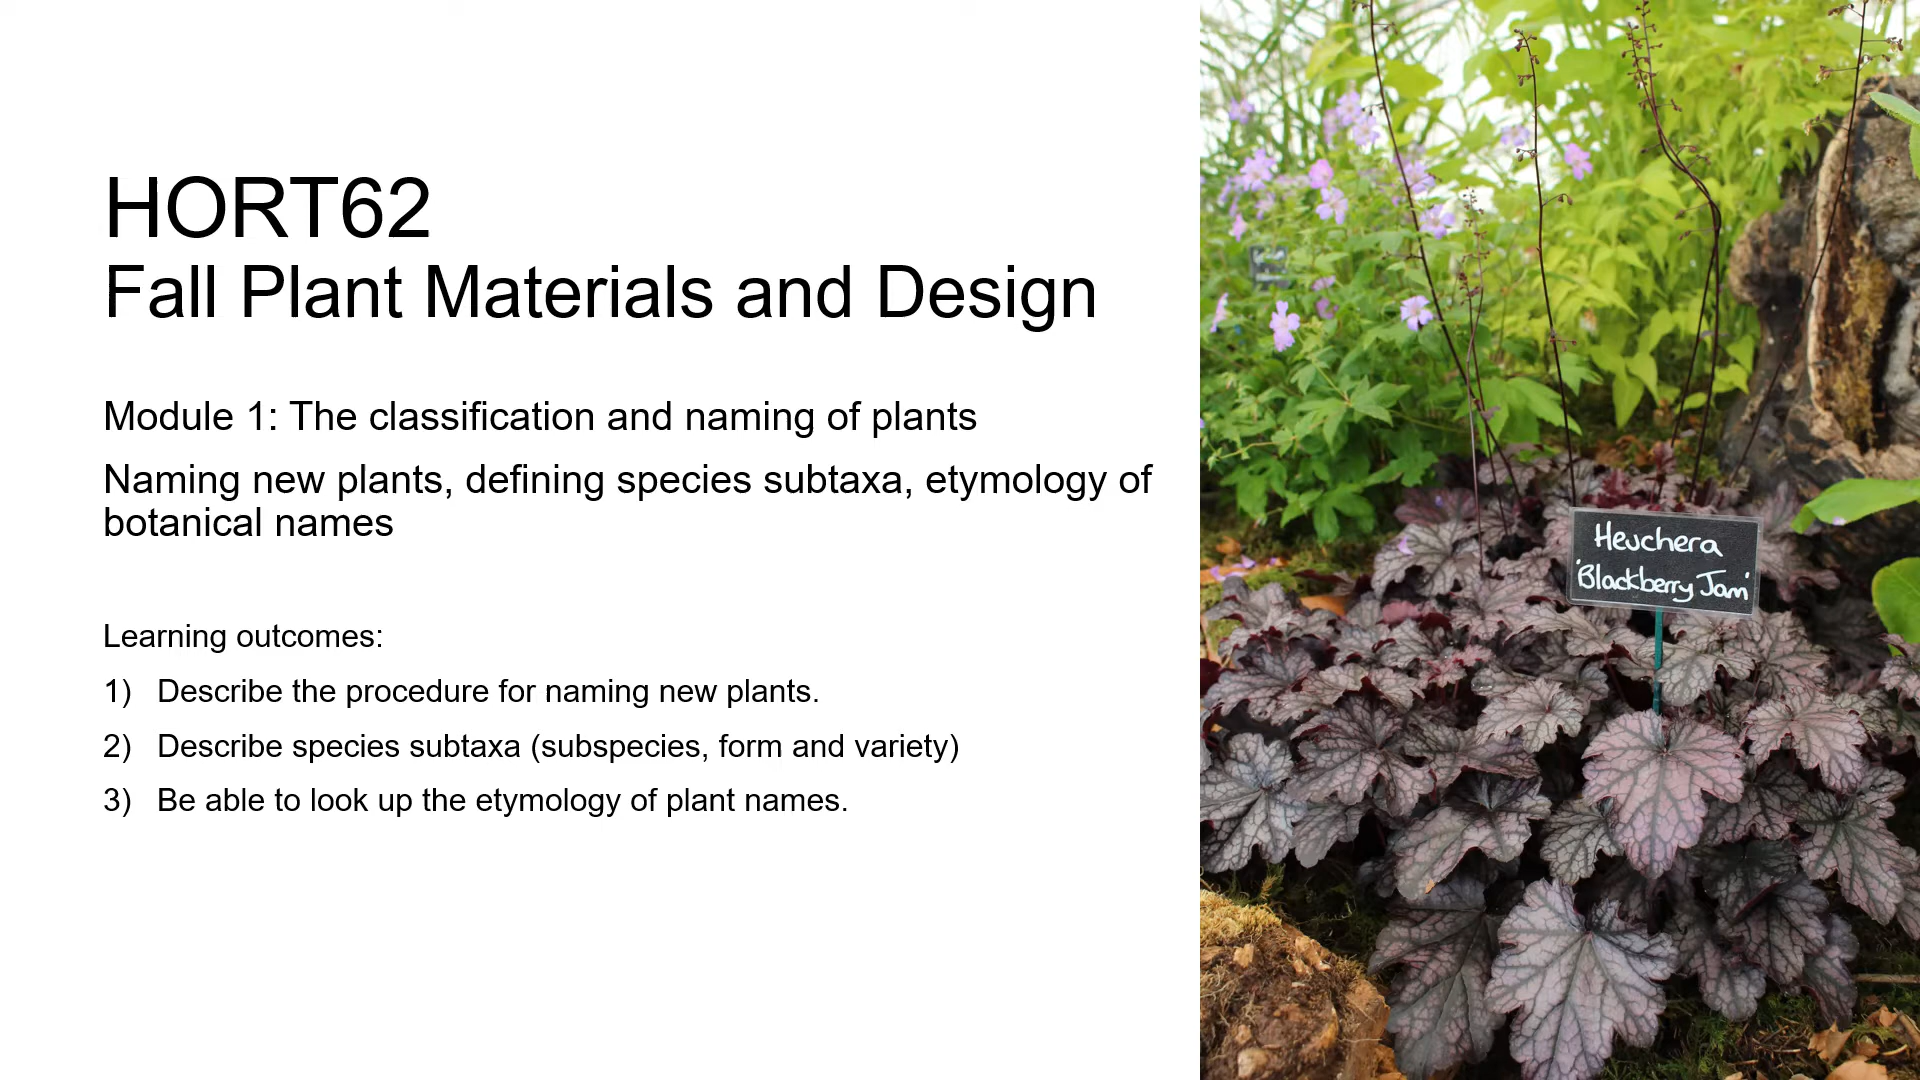 HORT62
Fall Plant Materials and Design
Module 1: The classification and naming of plants
Naming new plants, defining species subtaxa, etymology of
botanical names
Learning outcomes:
1) Describe the procedure for naming new plants.
2) Describe species subtaxa (subspecies, form and variety)
3) Be able to look up the etymology of plant names.
Heuchera
'Blackberry Jam'